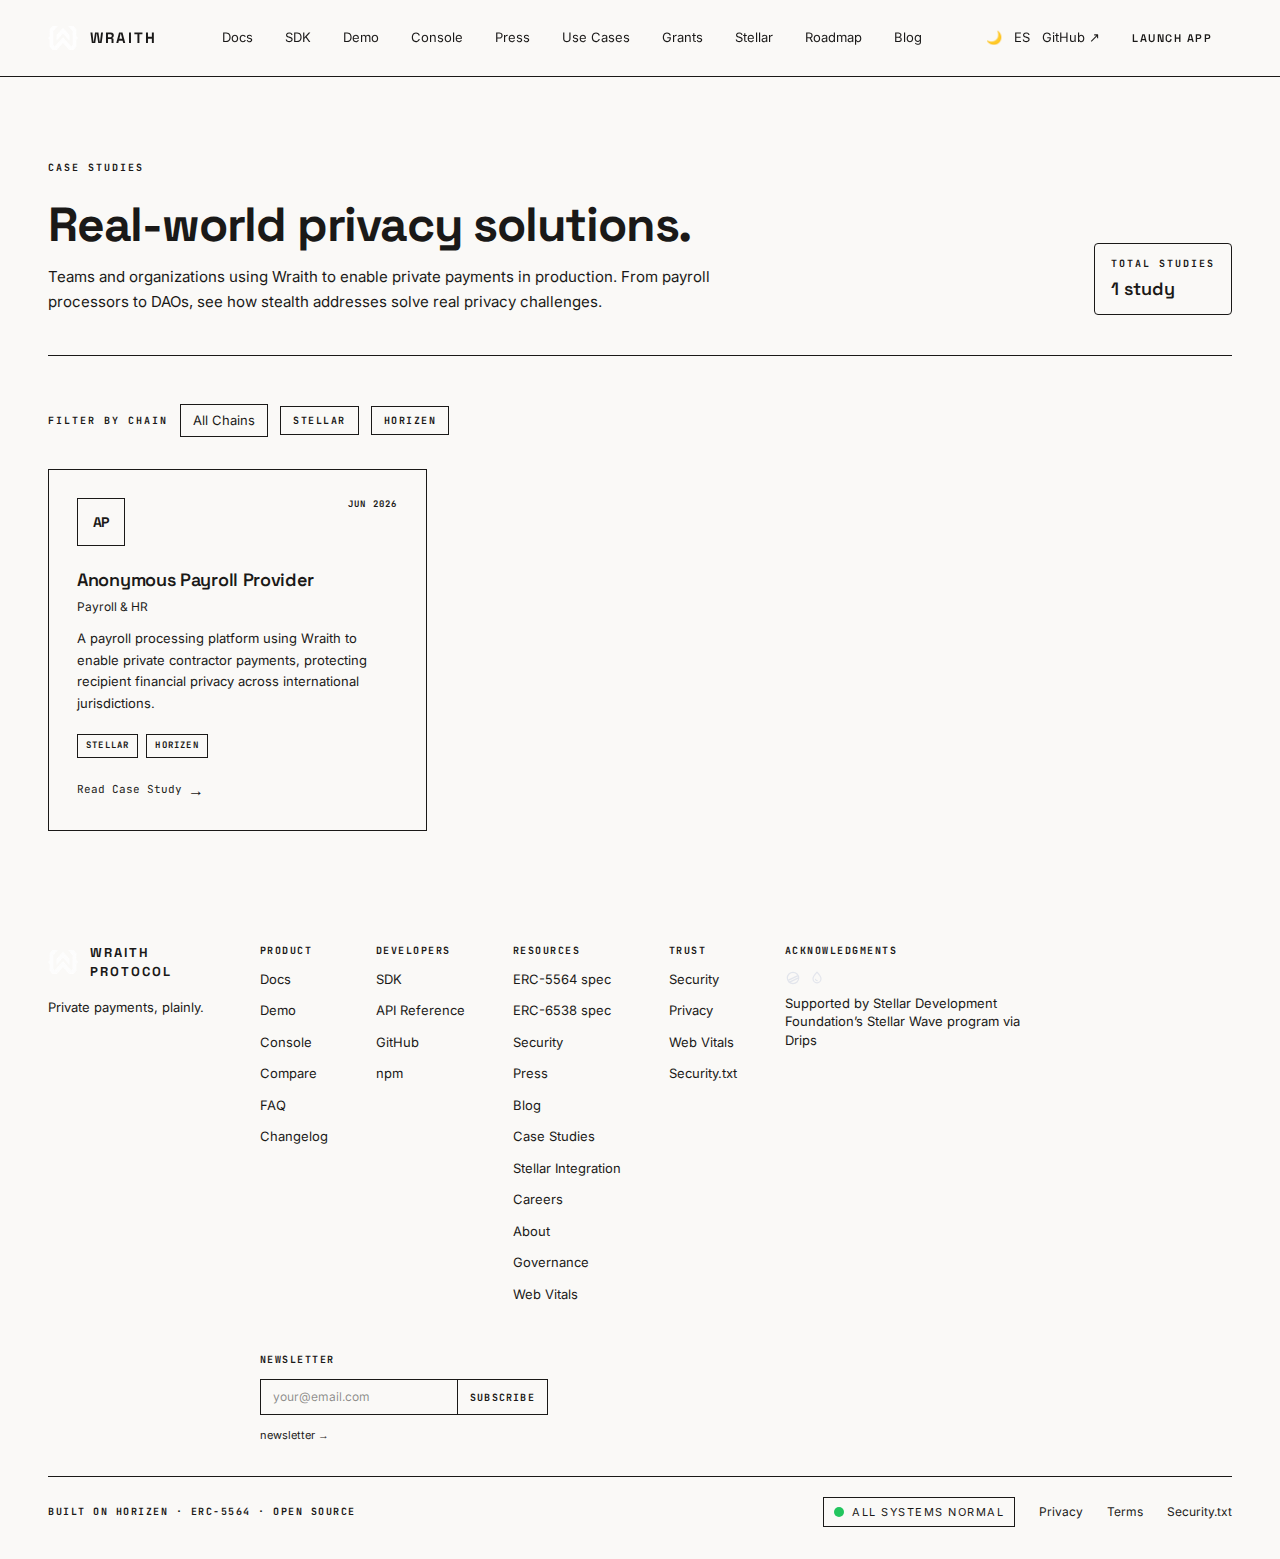 WRAITH
Docs SDK Demo Console Press Use Cases Grants Stellar Roadmap Blog
ES GitHub ↗ LAUNCH APP
CASE STUDIES
Real-world privacy solutions.
Teams and organizations using Wraith to enable private payments in production. From payroll
processors to DAOs, see how stealth addresses solve real privacy challenges.
TOTAL STUDIES
1 study
FILTER BY CHAIN All Chains STELLAR HORIZEN
AP
JUN 2026
Anonymous Payroll Provider
Payroll & HR
A payroll processing platform using Wraith to
enable private contractor payments, protecting
recipient financial privacy across international
jurisdictions.
STELLAR HORIZEN
Read Case Study →
WRAITH
PROTOCOL
Private payments, plainly.
PRODUCT
Docs
Demo
Console
Compare
FAQ
Changelog
DEVELOPERS
SDK
API Reference
GitHub
npm
RESOURCES
ERC-5564 spec
ERC-6538 spec
Security
Press
Blog
Case Studies
Stellar Integration
Careers
About
Governance
Web Vitals
TRUST
Security
Privacy
Web Vitals
Security.txt
ACKNOWLEDGMENTS
Supported by Stellar Development
Foundation’s Stellar Wave program via
Drips
NEWSLETTER
your@email.com SUBSCRIBE
newsletter →
BUILT ON HORIZEN · ERC-5564 · OPEN SOURCE
ALL SYSTEMS NORMAL Privacy Terms Security.txt